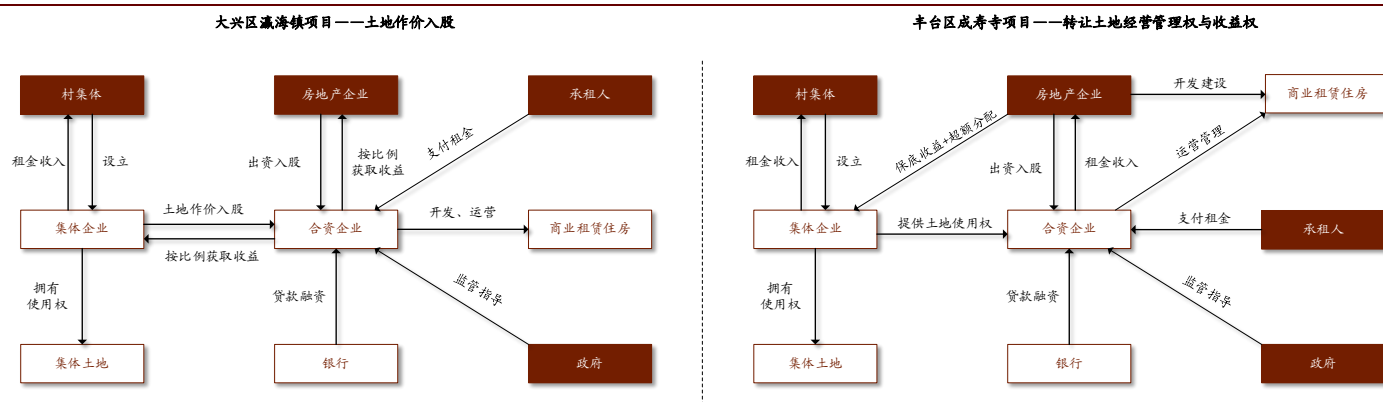 大兴区瀛海镇项目——土地作价入股
村集体
房地产企业
承租人
租金收入
设立
出资入股
按比例
获取收益
支付租金
土地作价入股
集体企业
合资企业
开发、运营
商业租赁住房
按比例获取收益
拥有
使用权
贷款融资
监管指导
集体土地
银行
政府
丰台区成寿寺项目——转让土地经营管理权与收益权
村集体
房地产企业
开发建设
商业租赁住房
租金收入
设立
保底收益+超额分配
出资入股
租金收入
运营管理
集体企业
提供土地使用权
合资企业
支付租金
承租人
拥有
使用权
贷款融资
监管指导
集体土地
银行
政府